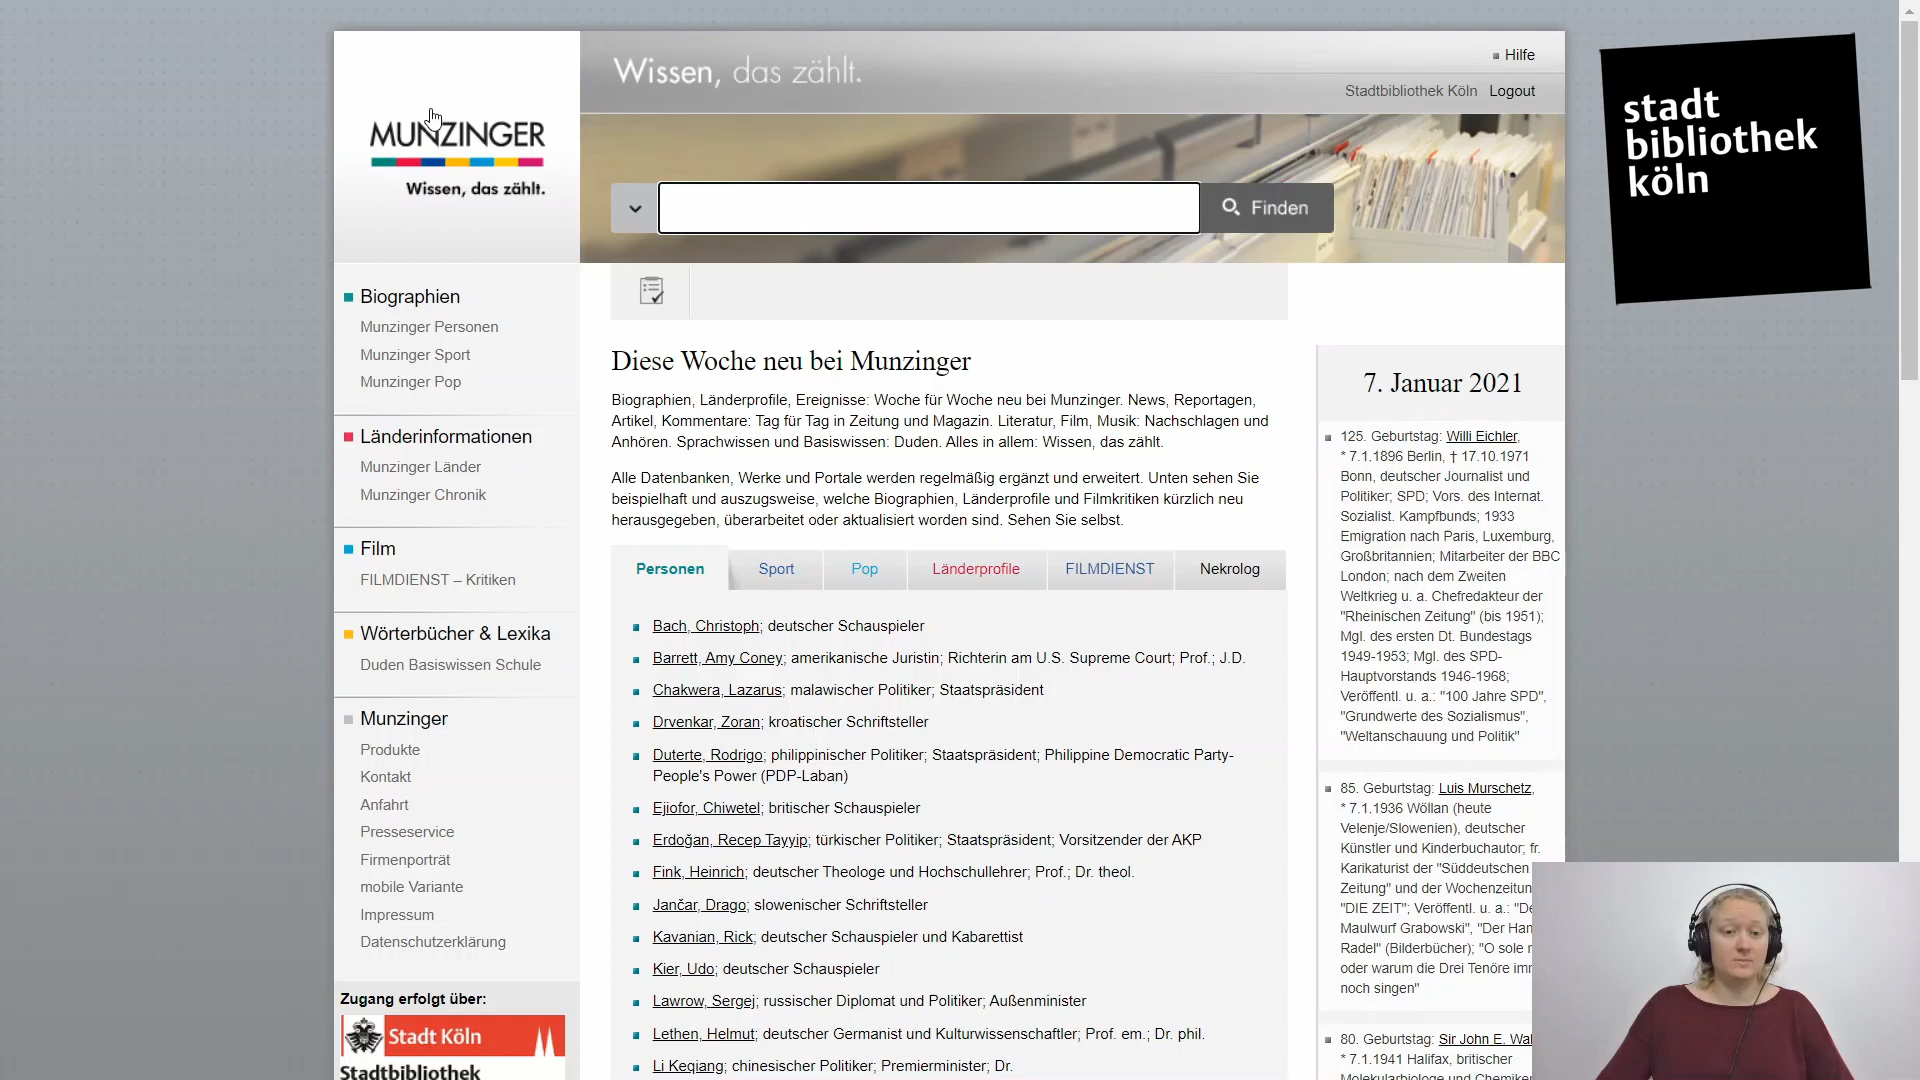 MUNZINGER
Wissen, das zählt.
Wissen, das zählt.
Hilfe
Stadtbibliothek Köln Logout
Finden
stadt
bibliothek
köln
Biographien
Munzinger Personen
Munzinger Sport
Munzinger Pop
Länderinformationen
Munzinger Länder
Munzinger Chronik
Film
FILMDIENST – Kritiken
Wörterbücher & Lexika
Duden Basiswissen Schule
Munzinger
Produkte
Kontakt
Anfahrt
Presseservice
Firmenporträt
mobile Variante
Impressum
Datenschutzerklärung
Zugang erfolgt über:
Stadt Köln
Stadtbibliothek
Diese Woche neu bei Munzinger
Biographien, Länderprofile, Ereignisse: Woche für Woche neu bei Munzinger. News, Reportagen,
Artikel, Kommentare: Tag für Tag in Zeitung und Magazin. Literatur, Film, Musik: Nachschlagen und
Anhören. Sprachwissen und Basiswissen: Duden. Alles in allem: Wissen, das zählt.
Alle Datenbanken, Werke und Portale werden regelmäßig ergänzt und erweitert. Unten sehen Sie
beispielhaft und auszugsweise, welche Biographien, Länderprofile und Filmkritiken kürzlich neu
herausgegeben, überarbeitet oder aktualisiert worden sind. Sehen Sie selbst.
Personen Sport Pop Länderprofile FILMDIENST Nekrolog
Bach, Christoph; deutscher Schauspieler
Barrett, Amy Coney; amerikanische Juristin; Richterin am U.S. Supreme Court; Prof.; J.D.
Chakwera, Lazarus; malawischer Politiker; Staatspräsident
Drvenkar, Zoran; kroatischer Schriftsteller
Duterte, Rodrigo; philippinischer Politiker; Staatspräsident; Philippine Democratic Party-
People's Power (PDP-Laban)
Ejiofor, Chiwetel; britischer Schauspieler
Erdoğan, Recep Tayyip; türkischer Politiker; Staatspräsident; Vorsitzender der AKP
Fink, Heinrich; deutscher Theologe und Hochschullehrer; Prof.; Dr. theol.
Jančar, Drago; slowenischer Schriftsteller
Kavanian, Rick; deutscher Schauspieler und Kabarettist
Kier, Udo; deutscher Schauspieler
Lawrow, Sergej; russischer Diplomat und Politiker; Außenminister
Lethen, Helmut; deutscher Germanist und Kulturwissenschaftler; Prof. em.; Dr. phil.
Li Keqiang; chinesischer Politiker; Premierminister; Dr.
7. Januar 2021
125. Geburtstag: Willi Eichler,
* 7.1.1896 Berlin, † 17.10.1971
Bonn, deutscher Journalist und
Politiker; SPD; Vors. des Internat.
Sozialist. Kampfbunds; 1933
Emigration nach Paris, Luxemburg,
Großbritannien; Mitarbeiter der BBC
London; nach dem Zweiten
Weltkrieg u. a. Chefredakteur der
"Rheinischen Zeitung" (bis 1951);
Mgl. des ersten Dt. Bundestags
1949-1953; Mgl. des SPD-
Hauptvorstands 1946-1968;
Veröffentl. u. a.: "100 Jahre SPD",
"Grundwerte des Sozialismus",
"Weltanschauung und Politik"
85. Geburtstag: Luis Murschetz,
* 7.1.1936 Wöllan (heute
Velenje/Slowenien), deutscher
Künstler und Kinderbuchautor; fr.
Karikaturist der "Süddeutschen
Zeitung" und der Wochenzeitun
"DIE ZEIT"; Veröffentl. u. a.: "De
Maulwurf Grabowski", "Der Ham
Radel" (Bilderbücher); "O sole m
oder warum die Drei Tenöre imm
noch singen"
80. Geburtstag: Sir John E. Wal
* 7.1.1941 Halifax, britischer
Molekularbiologe und Chemiker